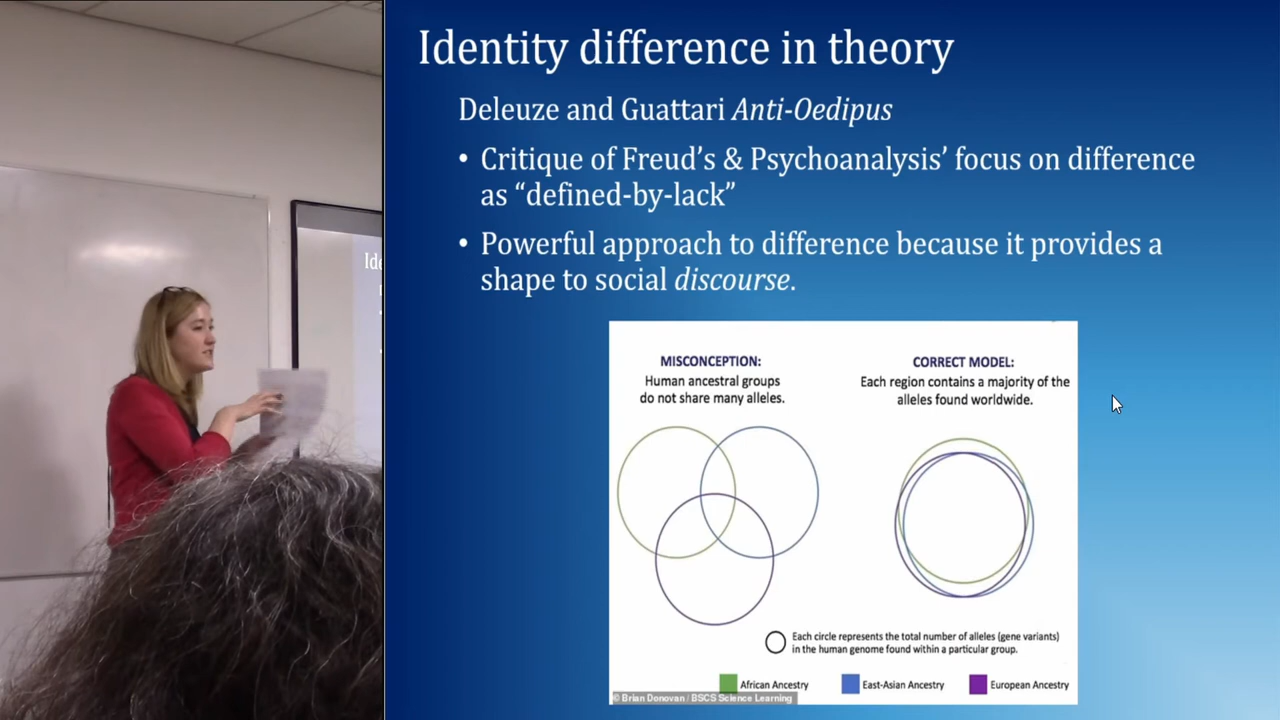 Identity difference in theory
Deleuze and Guattari Anti-Oedipus
• Critique of Freud's & Psychoanalysis' focus on difference
as “defined-by-lack”
• Powerful approach to difference because it provides a
shape to social discourse.
MISCONCEPTION:
Human ancestral groups
do not share many alleles.
CORRECT MODEL:
Each region contains a majority of the
alleles found worldwide.
Each circle represents the total number of alleles (gene variants)
in the human genome found within a particular group.
African Ancestry
East-Asian Ancestry
European Ancestry
© Brian Donovan / BSCS Science Learning
Ide